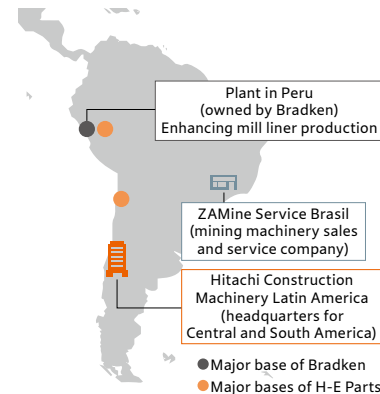 Plant in Peru
(owned by Bradken)
Enhancing mill liner production
ZAMine Service Brasil
(mining machinery sales
and service company)
Hitachi Construction
Machinery Latin America
(headquarters for
Central and South America)
Major base of Bradken
Major bases of H-E Parts